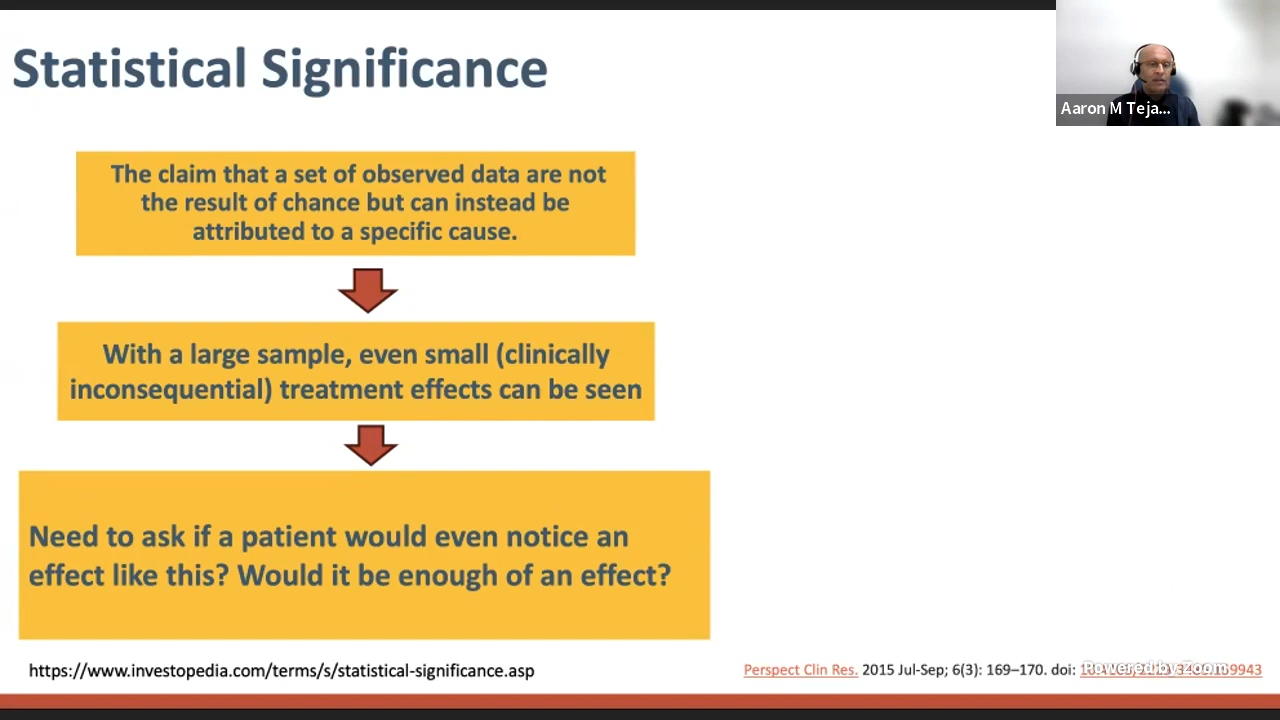 Statistical Significance
Aaron M Teja...
The claim that a set of observed data are not
the result of chance but can instead be
attributed to a specific cause.
With a large sample, even small (clinically
inconsequential) treatment effects can be seen
Need to ask if a patient would even notice an
effect like this? Would it be enough of an effect?
https://www.investopedia.com/terms/s/statistical-significance.asp
Perspect Clin Res. 2015 Jul-Sep; 6(3): 169–170. doi:
Powered by Zoom